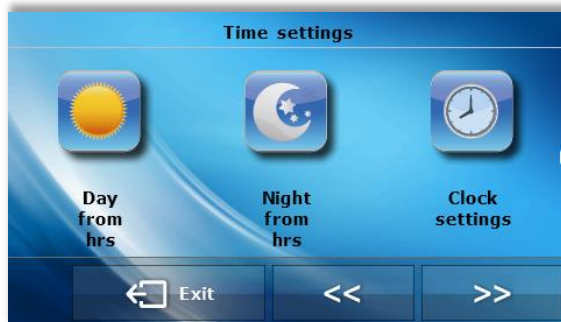 Time settings
Day
from
hrs
Night
from
hrs
Clock
settings
Exit
<<
>>